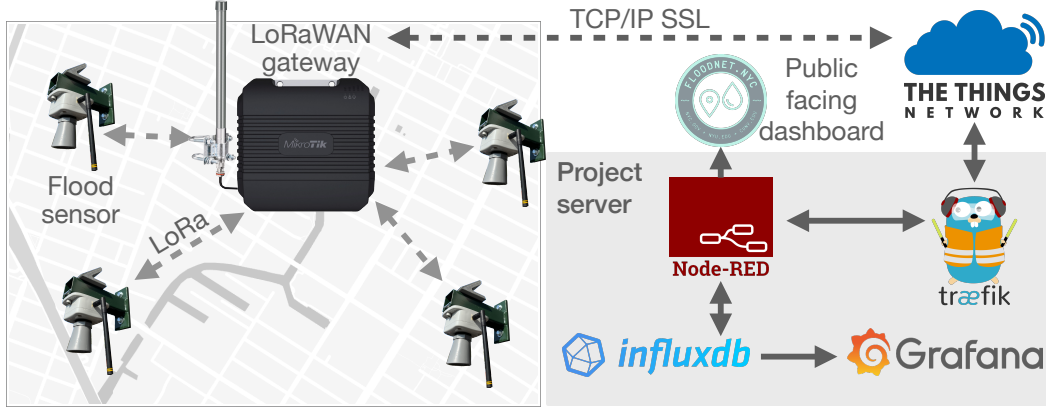 TCP/IP SSL
LoRaWAN
gateway
MikroTik
Flood
sensor
LoRa
FLOODNET.NYC
Public
facing
dashboard
THE THINGS
NETWORK
Project
server
Node-RED
træfik
influxdb
Grafana